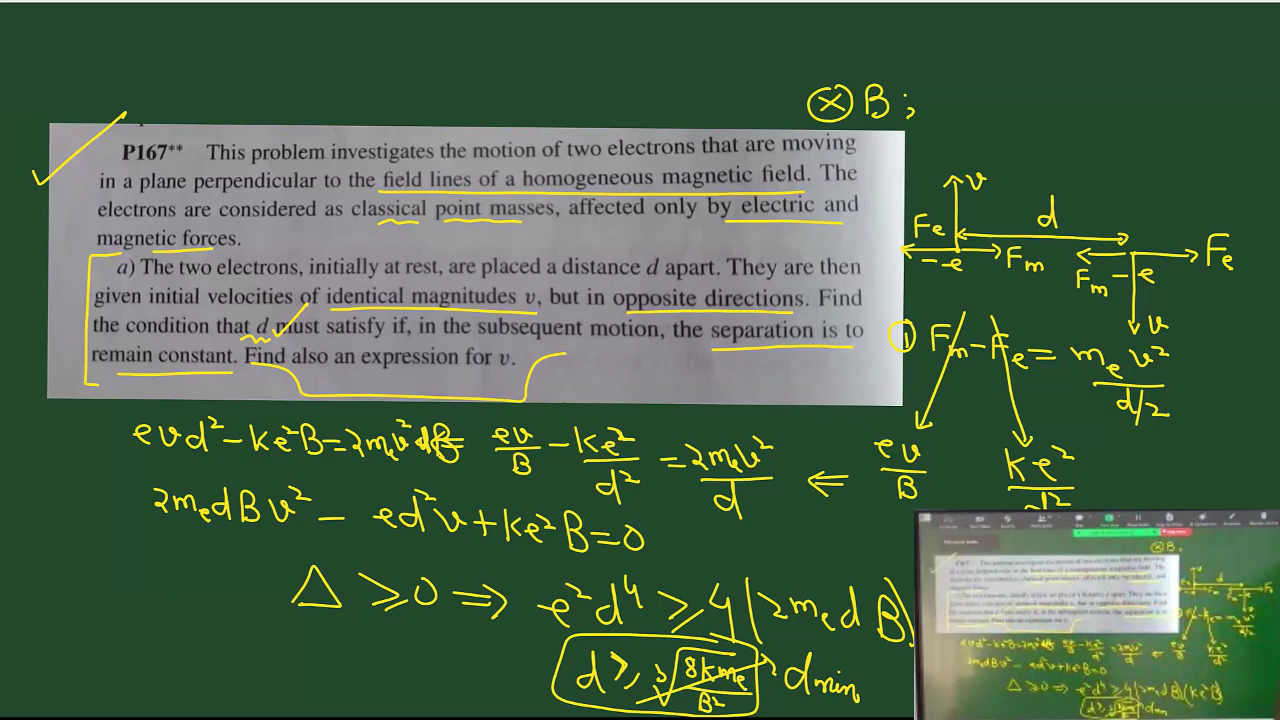 ⊗ B ;
P167** This problem investigates the motion of two electrons that are moving
in a plane perpendicular to the field lines of a homogeneous magnetic field. The
electrons are considered as classical point masses, affected only by electric and
magnetic forces.
a) The two electrons, initially at rest, are placed a distance d apart. They are then
given initial velocities of identical magnitudes v, but in opposite directions. Find
the condition that d must satisfy if, in the subsequent motion, the separation is to
remain constant. Find also an expression for v.
v
d
Fe Fe
-e Fm Fm -e
v
① Fm - Fe = me v² / d/2
evd² - ke²B = 2mev² dB ev/B - ke²/d² = 2mev²/d ⇐ ev/B ke²/d²
2medBv² - ed²v + ke²B = 0
Δ ≥ 0 ⇒ e²d⁴ ≥ 4(2medB)
d ≥ ³√8kme/B² → dmin